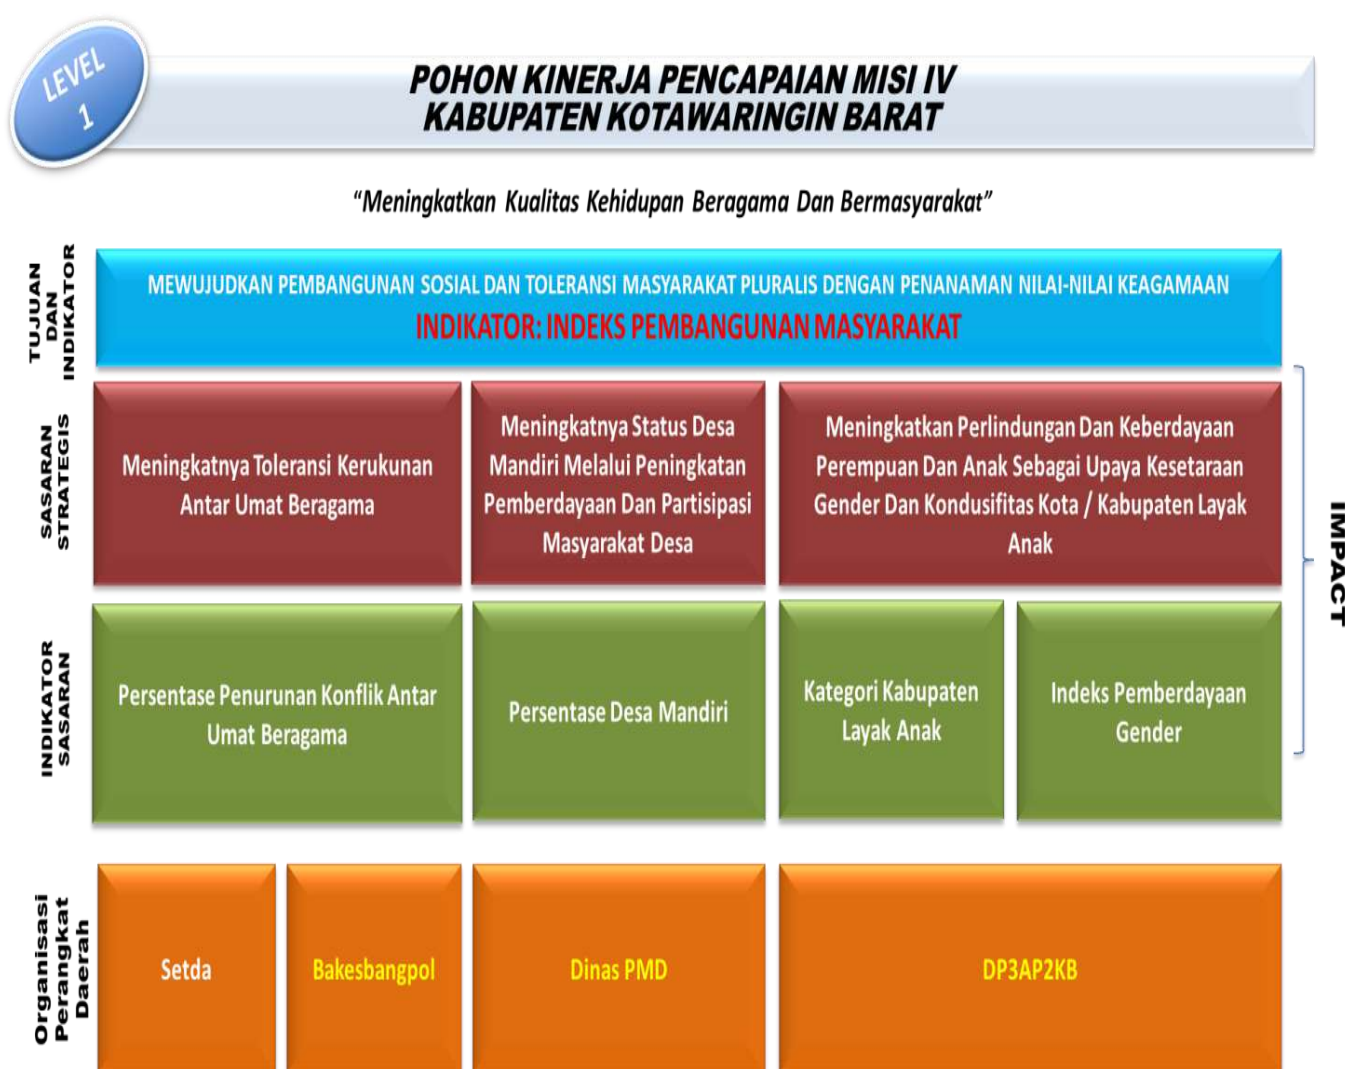 LEVEL
1
POHON KINERJA PENCAPAIAN MISI IV
KABUPATEN KOTAWARINGIN BARAT
“Meningkatkan Kualitas Kehidupan Beragama Dan Bermasyarakat”
TUJUAN
DAN
INDIKATOR
MEWUJUDKAN PEMBANGUNAN SOSIAL DAN TOLERANSI MASYARAKAT PLURALIS DENGAN PENANAMAN NILAI-NILAI KEAGAMAAN
INDIKATOR: INDEKS PEMBANGUNAN MASYARAKAT
SASARAN
STRATEGIS
Meningkatnya Toleransi Kerukunan
Antar Umat Beragama
Meningkatnya Status Desa
Mandiri Melalui Peningkatan
Pemberdayaan Dan Partisipasi
Masyarakat Desa
Meningkatkan Perlindungan Dan Keberdayaan
Perempuan Dan Anak Sebagai Upaya Kesetaraan
Gender Dan Kondusifitas Kota / Kabupaten Layak
Anak
IMPACT
INDIKATOR
SASARAN
Persentase Penurunan Konflik Antar
Umat Beragama
Persentase Desa Mandiri
Kategori Kabupaten
Layak Anak
Indeks Pemberdayaan
Gender
Organisasi
Perangkat
Daerah
Setda
Bakesbangpol
Dinas PMD
DP3AP2KB